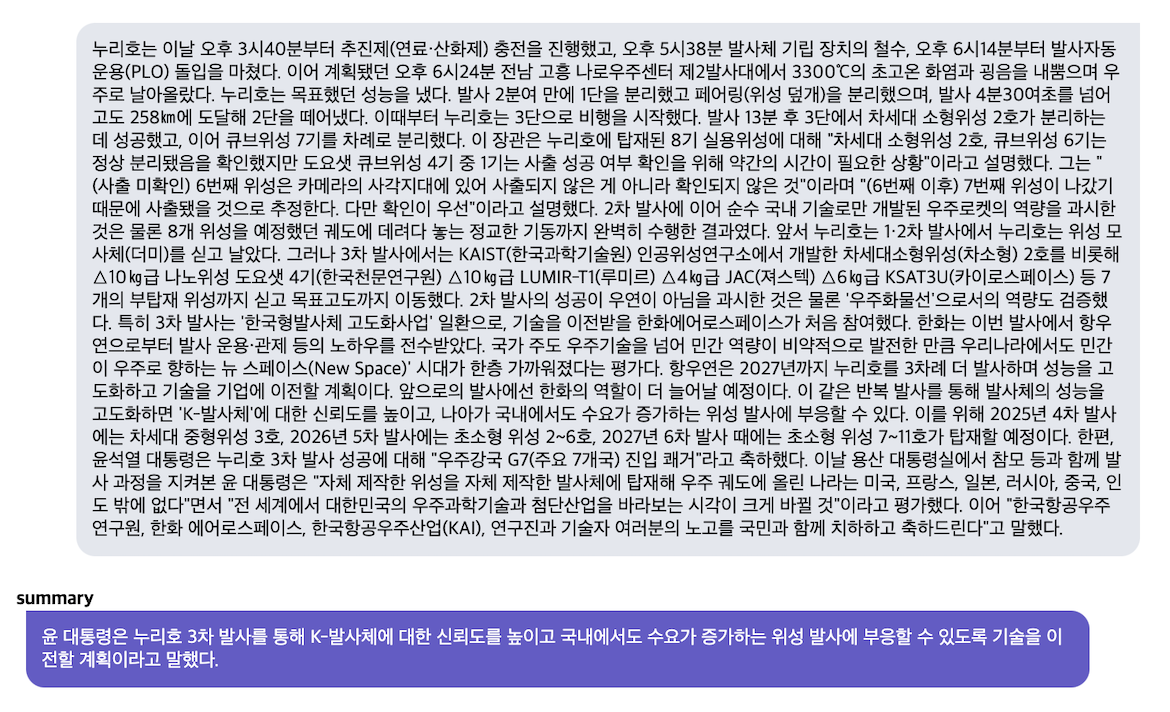 누리호는 이날 오후 3시40분부터 추진제(연료·산화제) 충전을 진행했고, 오후 5시38분 발사체 기립 장치의 철수, 오후 6시14분부터 발사자동
운용(PLO) 돌입을 마쳤다. 이어 계획됐던 오후 6시24분 전남 고흥 나로우주센터 제2발사대에서 3300℃의 초고온 화염과 굉음을 내뿜으며 우
주로 날아올랐다. 누리호는 목표했던 성능을 냈다. 발사 2분여 만에 1단을 분리했고 페어링(위성 덮개)을 분리했으며, 발사 4분30여초를 넘어
고도 258㎞에 도달해 2단을 떼어냈다. 이때부터 누리호는 3단으로 비행을 시작했다. 발사 13분 후 3단에서 차세대 소형위성 2호가 분리하는
데 성공했고, 이어 큐브위성 7기를 차례로 분리했다. 이 장관은 누리호에 탑재된 8기 실용위성에 대해 "차세대 소형위성 2호, 큐브위성 6기는
정상 분리됐음을 확인했지만 도요샛 큐브위성 4기 중 1기는 사출 성공 여부 확인을 위해 약간의 시간이 필요한 상황"이라고 설명했다. 그는 "
(사출 미확인) 6번째 위성은 카메라의 사각지대에 있어 사출되지 않은 게 아니라 확인되지 않은 것"이라며 "(6번째 이후) 7번째 위성이 나갔기
때문에 사출됐을 것으로 추정한다. 다만 확인이 우선"이라고 설명했다. 2차 발사에 이어 순수 국내 기술로만 개발된 우주로켓의 역량을 과시한
것은 물론 8개 위성을 예정했던 궤도에 데려다 놓는 정교한 기동까지 완벽히 수행한 결과였다. 앞서 누리호는 1·2차 발사에서 누리호는 위성 모
사체(더미)를 싣고 날았다. 그러나 3차 발사에서는 KAIST(한국과학기술원) 인공위성연구소에서 개발한 차세대소형위성(차소형) 2호를 비롯해
△10㎏급 나노위성 도요샛 4기(한국천문연구원) △10㎏급 LUMIR-T1(루미르) △4㎏급 JAC(져스텍) △6㎏급 KSAT3U(카이로스페이스) 등 7
개의 부탑재 위성까지 싣고 목표고도까지 이동했다. 2차 발사의 성공이 우연이 아님을 과시한 것은 물론 '우주화물선'으로서의 역량도 검증했
다. 특히 3차 발사는 '한국형발사체 고도화사업' 일환으로, 기술을 이전받을 한화에어로스페이스가 처음 참여했다. 한화는 이번 발사에서 항우
연으로부터 발사 운용·관제 등의 노하우를 전수받았다. 국가 주도 우주기술을 넘어 민간 역량이 비약적으로 발전한 만큼 우리나라에서도 민간
이 우주로 향하는 뉴 스페이스(New Space)' 시대가 한층 가까워졌다는 평가다. 항우연은 2027년까지 누리호를 3차례 더 발사하며 성능을 고
도화하고 기술을 기업에 이전할 계획이다. 앞으로의 발사에선 한화의 역할이 더 늘어날 예정이다. 이 같은 반복 발사를 통해 발사체의 성능을
고도화하면 'K-발사체'에 대한 신뢰도를 높이고, 나아가 국내에서도 수요가 증가하는 위성 발사에 부응할 수 있다. 이를 위해 2025년 4차 발사
에는 차세대 중형위성 3호, 2026년 5차 발사에는 초소형 위성 2~6호, 2027년 6차 발사 때에는 초소형 위성 7~11호가 탑재할 예정이다. 한편,
윤석열 대통령은 누리호 3차 발사 성공에 대해 "우주강국 G7(주요 7개국) 진입 쾌거"라고 축하했다. 이날 용산 대통령실에서 참모 등과 함께 발
사 과정을 지켜본 윤 대통령은 "자체 제작한 위성을 자체 제작한 발사체에 탑재해 우주 궤도에 올린 나라는 미국, 프랑스, 일본, 러시아, 중국, 인
도 밖에 없다"면서 "전 세계에서 대한민국의 우주과학기술과 첨단산업을 바라보는 시각이 크게 바뀔 것"이라고 평가했다. 이어 "한국항공우주
연구원, 한화 에어로스페이스, 한국항공우주산업(KAI), 연구진과 기술자 여러분의 노고를 국민과 함께 치하하고 축하드린다"고 말했다.
summary
윤 대통령은 누리호 3차 발사를 통해 K-발사체에 대한 신뢰도를 높이고 국내에서도 수요가 증가하는 위성 발사에 부응할 수 있도록 기술을 이
전할 계획이라고 말했다.